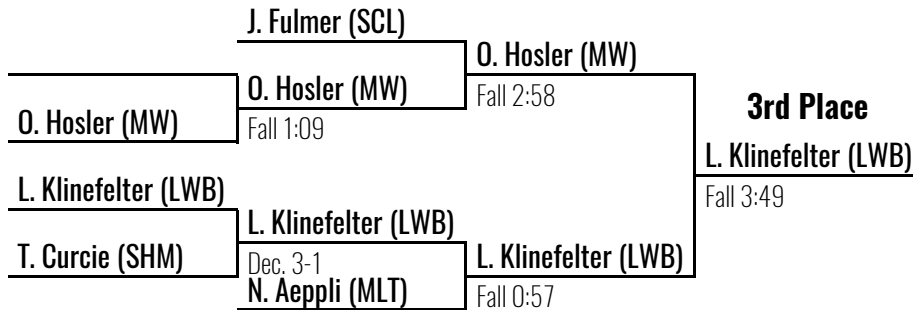 J. Fulmer (SCL)
O. Hosler (MW)
O. Hosler (MW)
Fall 2:58
3rd Place
O. Hosler (MW)
Fall 1:09
L. Klinefelter (LWB)
Fall 3:49
L. Klinefelter (LWB)
L. Klinefelter (LWB)
T. Curcie (SHM)
Dec. 3-1
L. Klinefelter (LWB)
N. Aeppli (MLT)
Fall 0:57